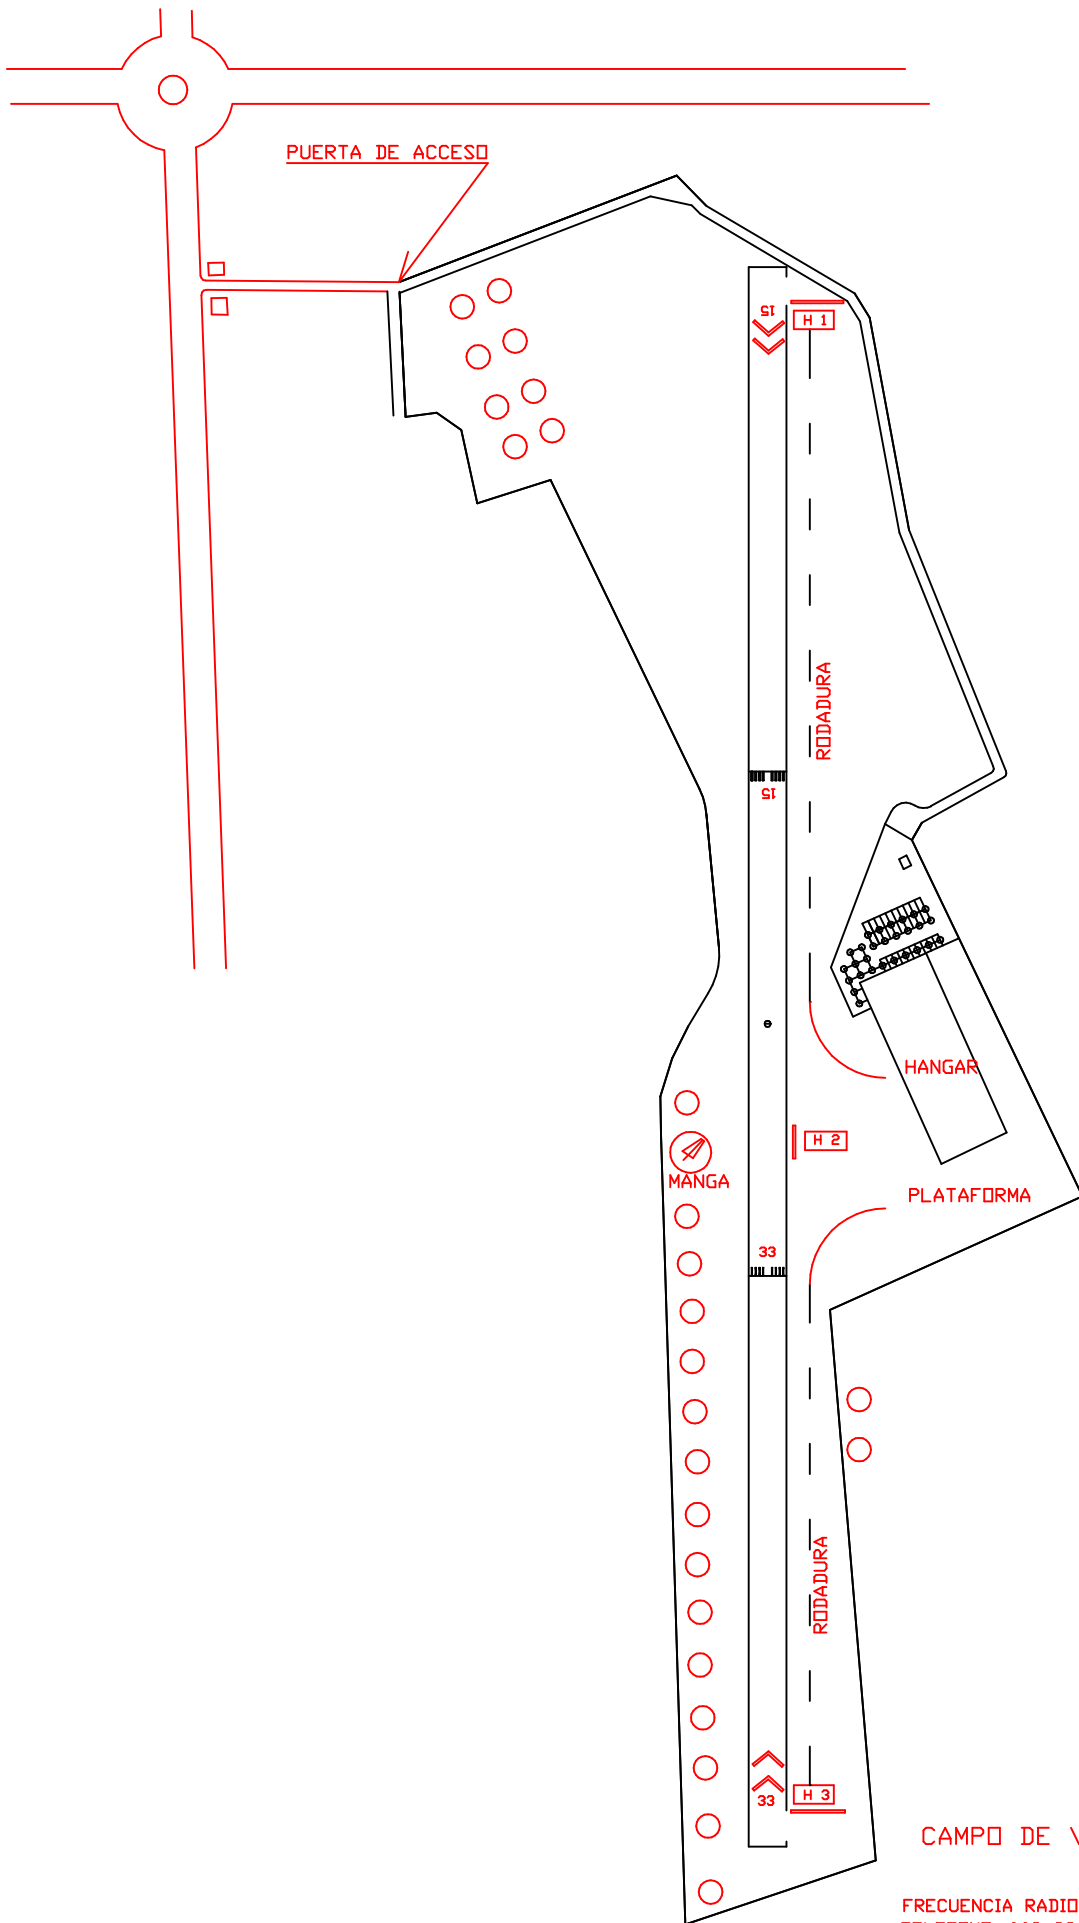 PUERTA DE ACCESO
15
H 1
RODADURA
15
HANGAR
H 2
MANGA
PLATAFORMA
33
RODADURA
H 3
33
CAMPO DE
FRECUENCIA RADIO